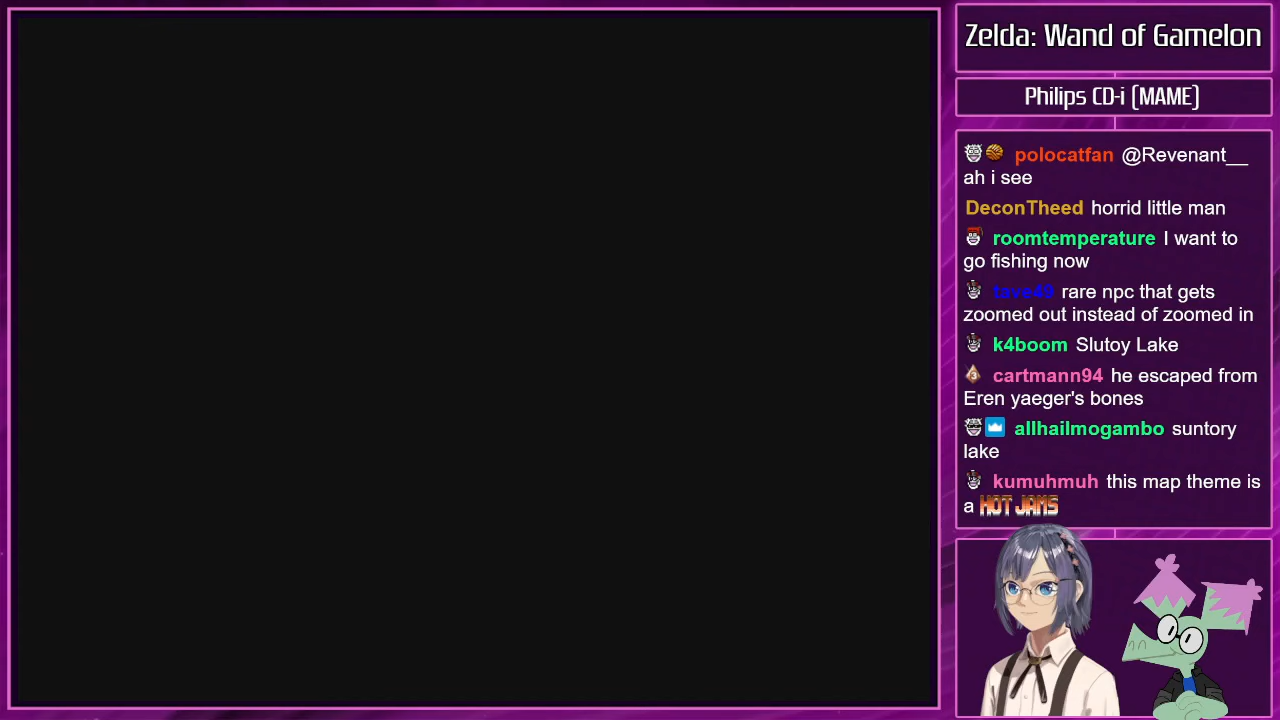 Zelda: Wand of Gamelon
Philips CD-i (MAME)
polocatfan @Revenant__
ah i see
DeconTheed horrid little man
roomtemperature I want to
go fishing now
tave49 rare npc that gets
zoomed out instead of zoomed in
k4boom Slutoy Lake
cartmann94 he escaped from
Eren yaeger's bones
allhailmogambo suntory
lake
kumuhmuh this map theme is
a HOT JAMS